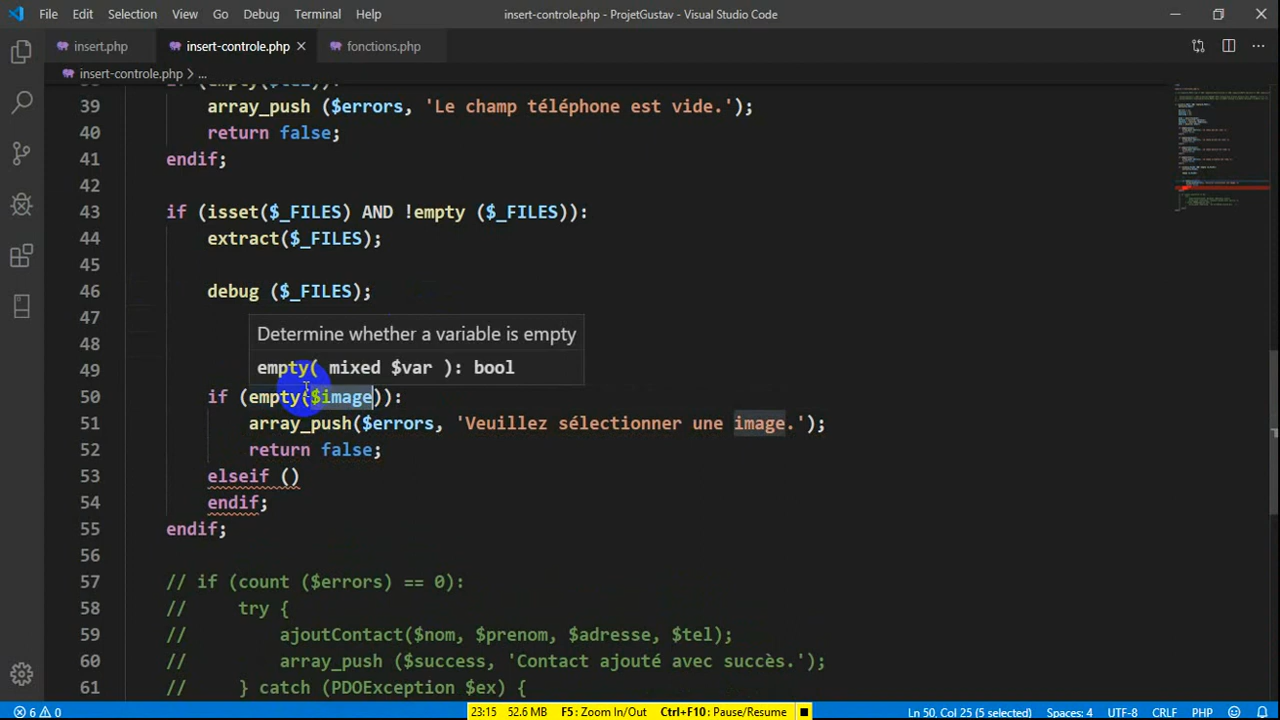 File Edit Selection View Go Debug Terminal Help insert-controle.php - ProjetGustav - Visual Studio Code
insert.php insert-controle.php × fonctions.php
insert-controle.php > ...
39 array_push ($errors, 'Le champ téléphone est vide.');
40 return false;
41 endif;
42
43 if (isset($_FILES) AND !empty ($_FILES)):
44 extract($_FILES);
45
46 debug ($_FILES);
47
48 Determine whether a variable is empty
49 empty( mixed $var ): bool
50 if (empty($image)):
51 array_push($errors, 'Veuillez sélectionner une image.');
52 return false;
53 elseif ()
54 endif;
55 endif;
56
57 // if (count ($errors) == 0):
58 // try {
59 // ajoutContact($nom, $prenom, $adresse, $tel);
60 // array_push ($success, 'Contact ajouté avec succès.');
61 // } catch (PDOException $ex) {
6 0 23:15 52.6 MB F5: Zoom In/Out Ctrl+F10: Pause/Resume Ln 50, Col 25 (5 selected) Spaces: 4 UTF-8 CRLF PHP